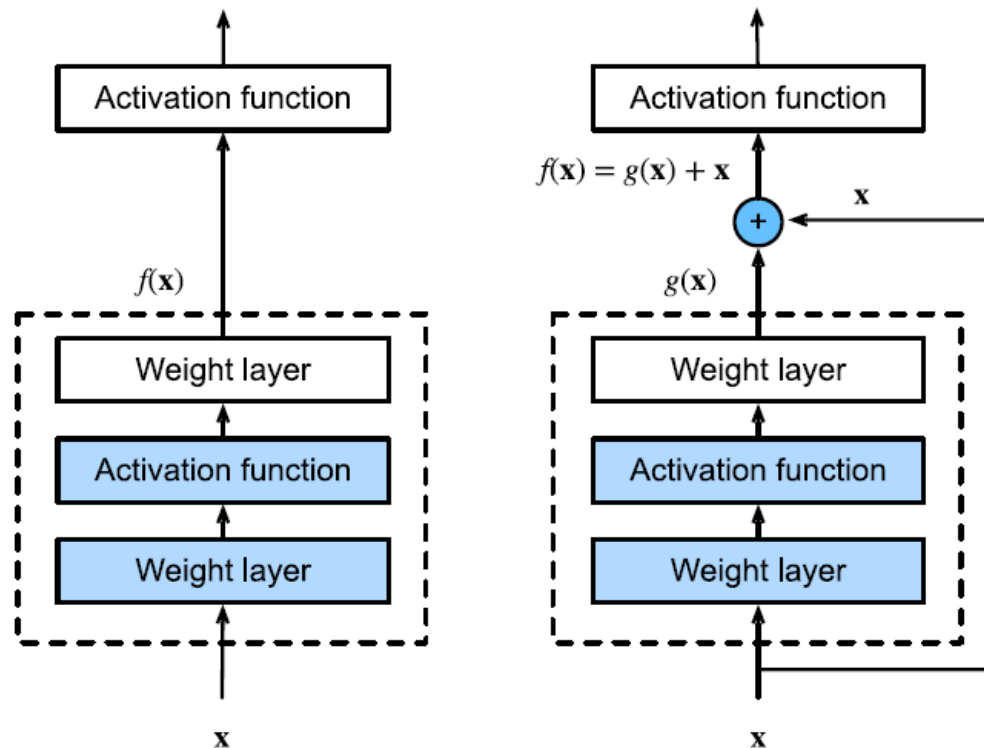 Activation function
f(x)
Weight layer
Activation function
Weight layer
x
Activation function
f(x) = g(x) + x
x
+
g(x)
Weight layer
Activation function
Weight layer
x